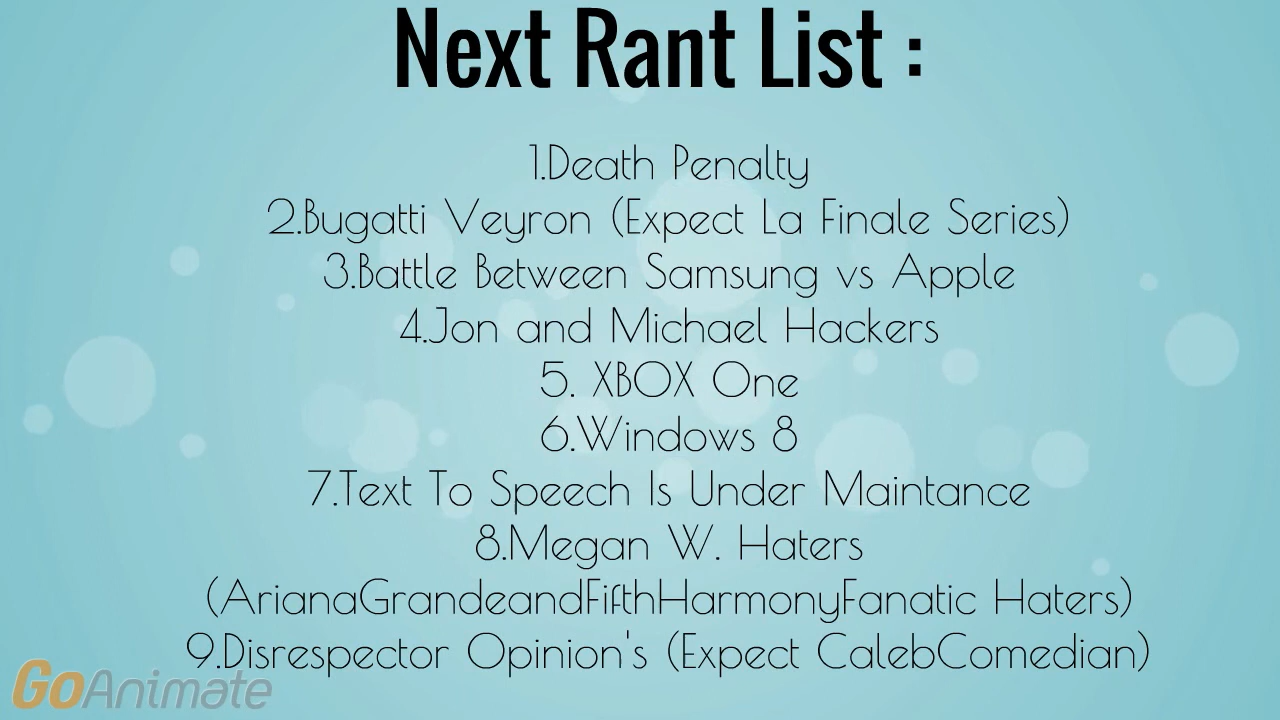 Next Rant List :
1.Death Penalty
2.Bugatti Veyron (Expect La Finale Series)
3.Battle Between Samsung vs Apple
4.Jon and Michael Hackers
5. XBOX One
6.Windows 8
7.Text To Speech Is Under Maintance
8.Megan W. Haters
(ArianaGrandeandFifthHarmonyFanatic Haters)
9.Disrespector Opinion's (Expect CalebComedian)
GoAnimate